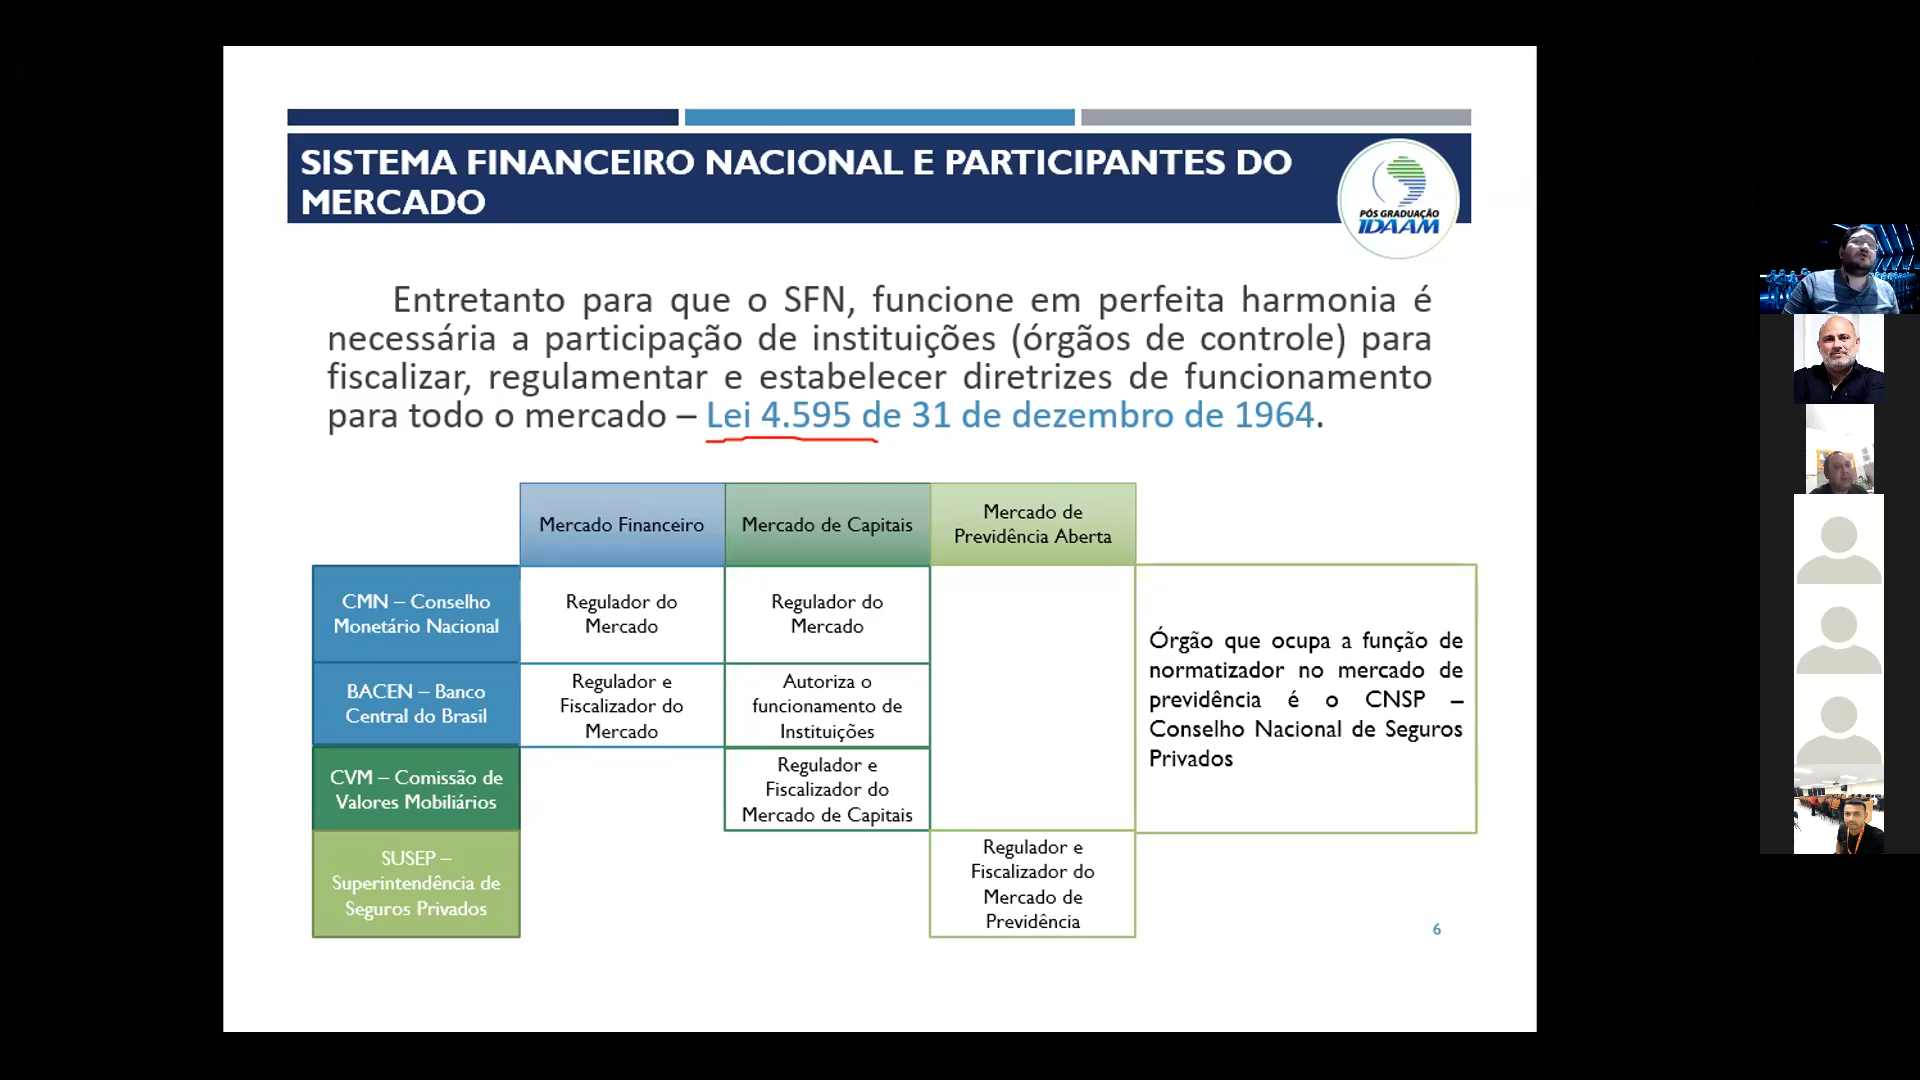 SISTEMA FINANCEIRO NACIONAL E PARTICIPANTES DO
MERCADO
PÓS GRADUAÇÃO
IDAAM
Entretanto para que o SFN, funcione em perfeita harmonia é
necessária a participação de instituições (órgãos de controle) para
fiscalizar, regulamentar e estabelecer diretrizes de funcionamento
para todo o mercado – Lei 4.595 de 31 de dezembro de 1964.
Mercado Financeiro
Mercado de Capitais
Mercado de
Previdência Aberta
CMN – Conselho
Monetário Nacional
Regulador do
Mercado
Regulador do
Mercado
BACEN – Banco
Central do Brasil
Regulador e
Fiscalizador do
Mercado
Autoriza o
funcionamento de
Instituições
CVM – Comissão de
Valores Mobiliários
Regulador e
Fiscalizador do
Mercado de Capitais
SUSEP –
Superintendência de
Seguros Privados
Regulador e
Fiscalizador do
Mercado de
Previdência
Órgão que ocupa a função de
normatizador no mercado de
previdência é o CNSP –
Conselho Nacional de Seguros
Privados
6